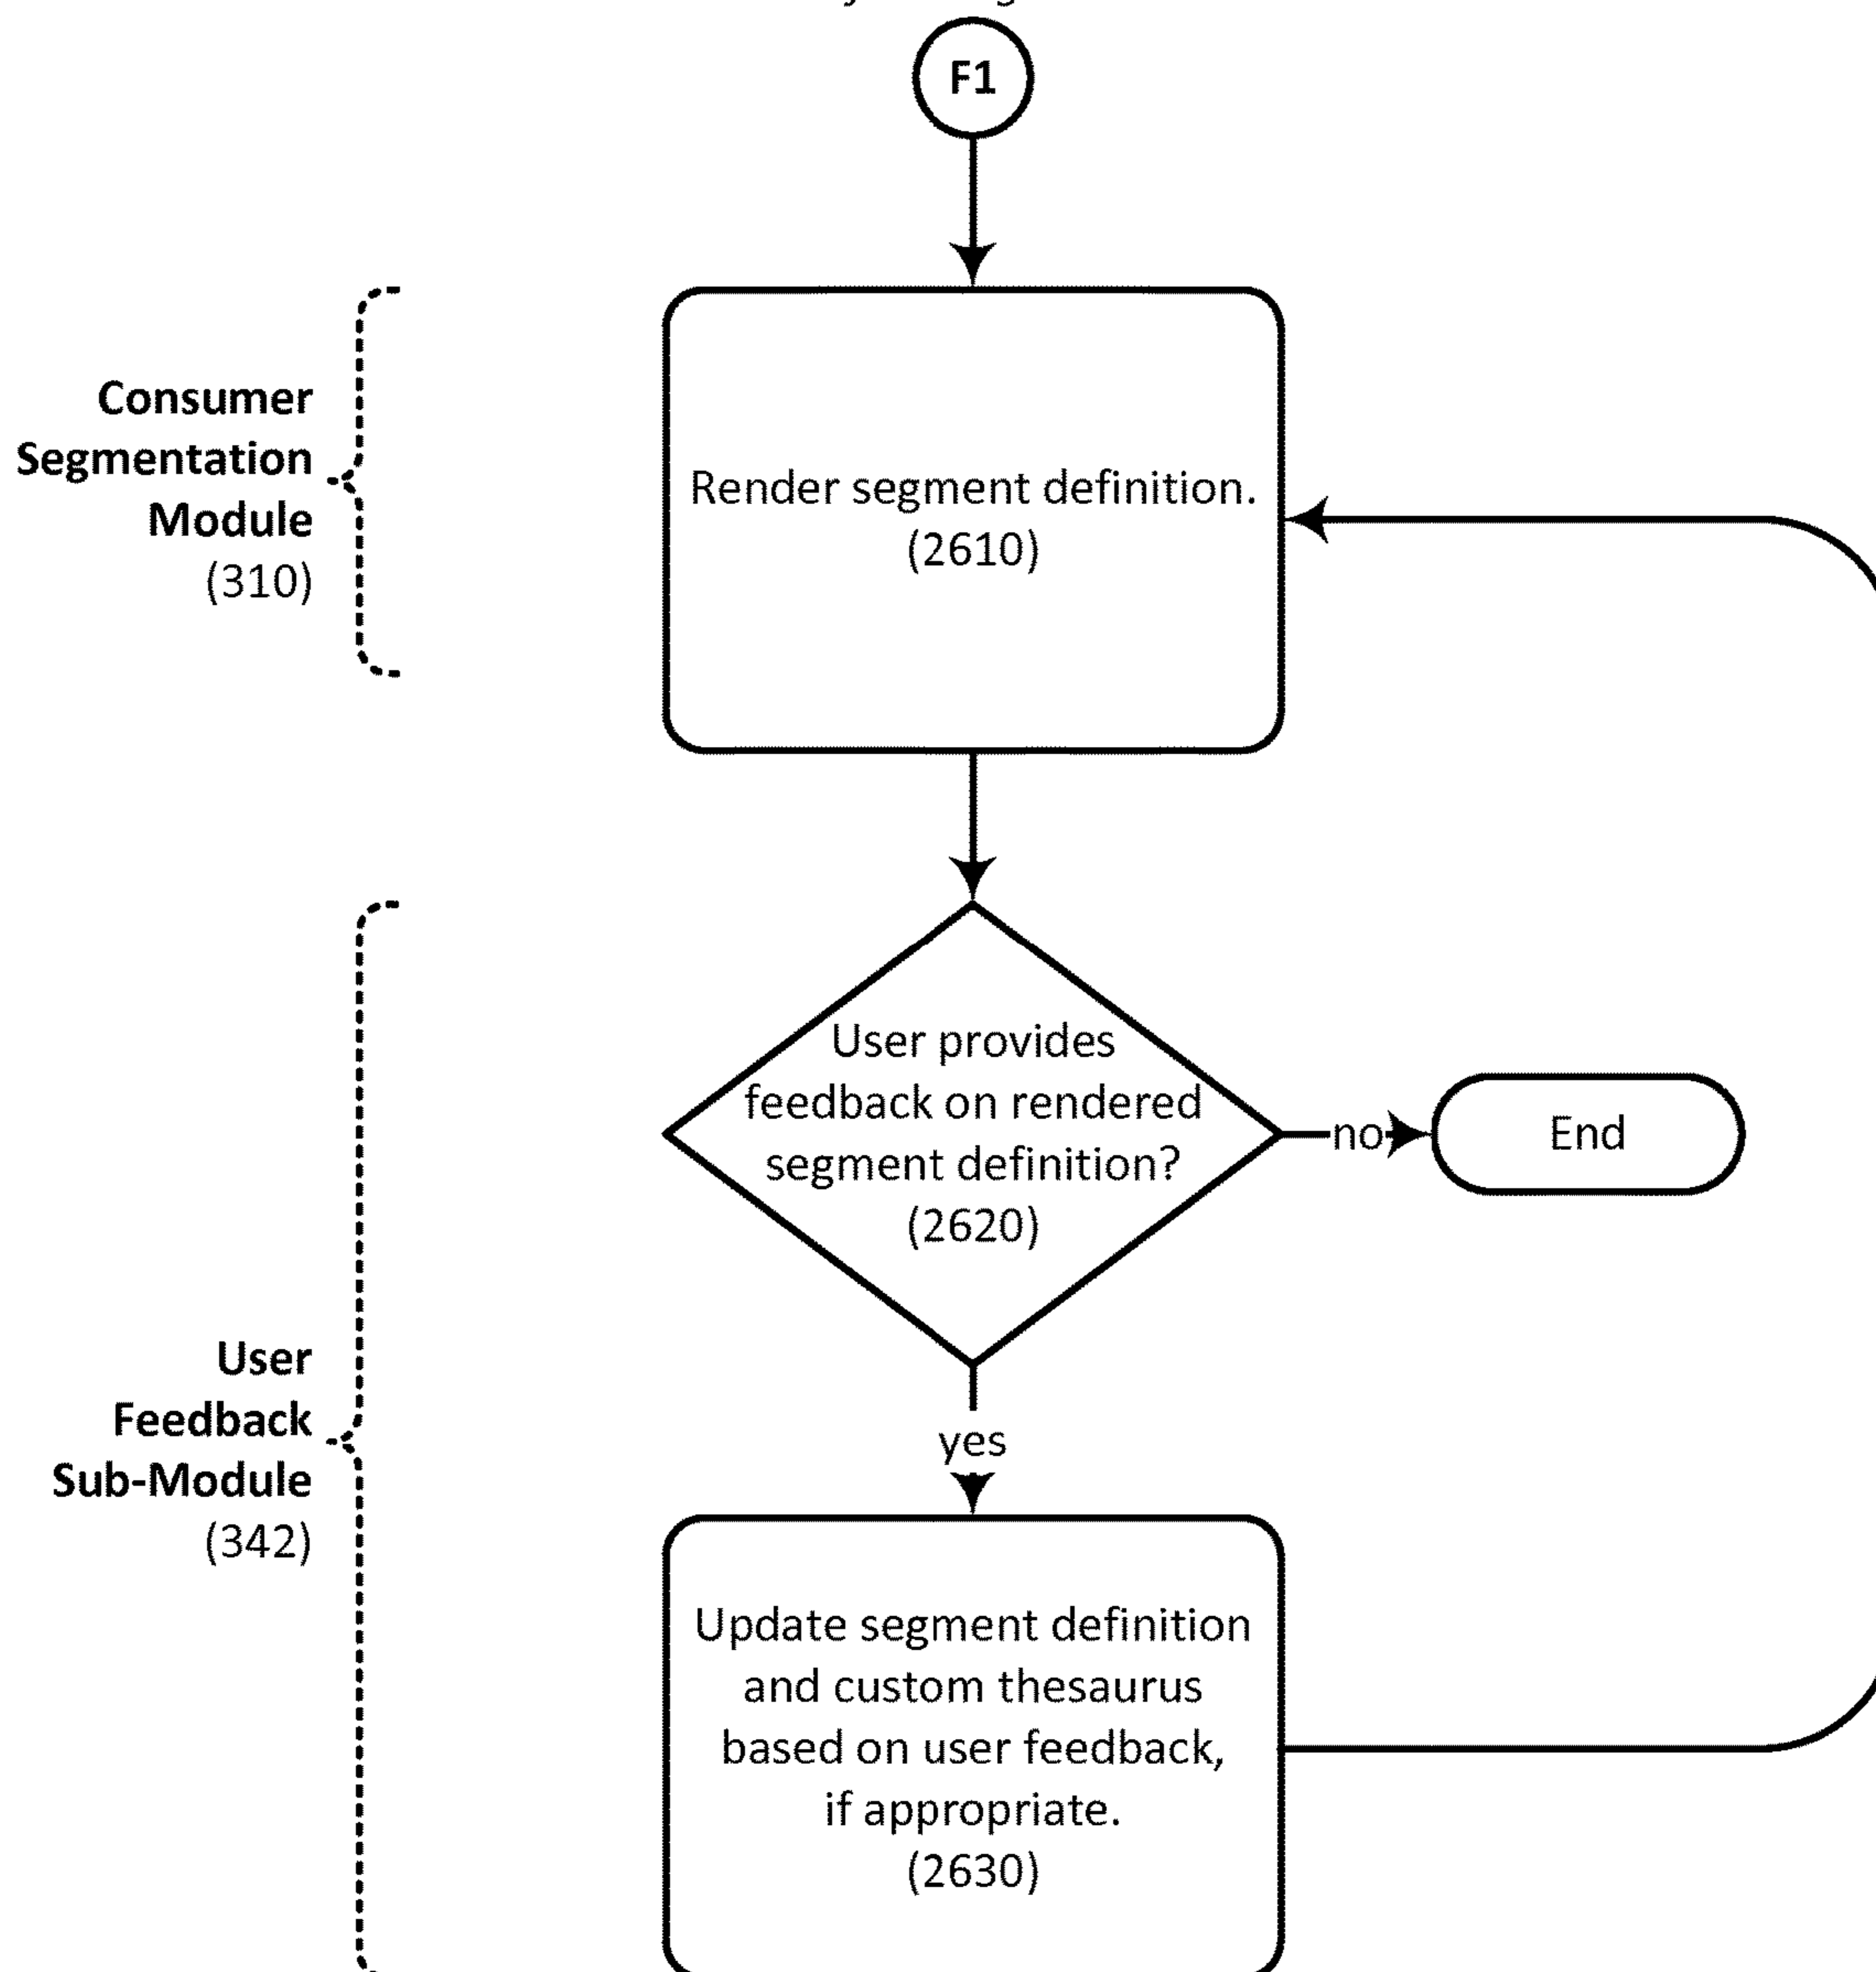 F1
Consumer
Segmentation
Module
(310)
Render segment definition.
(2610)
User provides
feedback on rendered
segment definition?
(2620)
no
End
yes
User
Feedback
Sub-Module
(342)
Update segment definition
and custom thesaurus
based on user feedback,
if appropriate.
(2630)